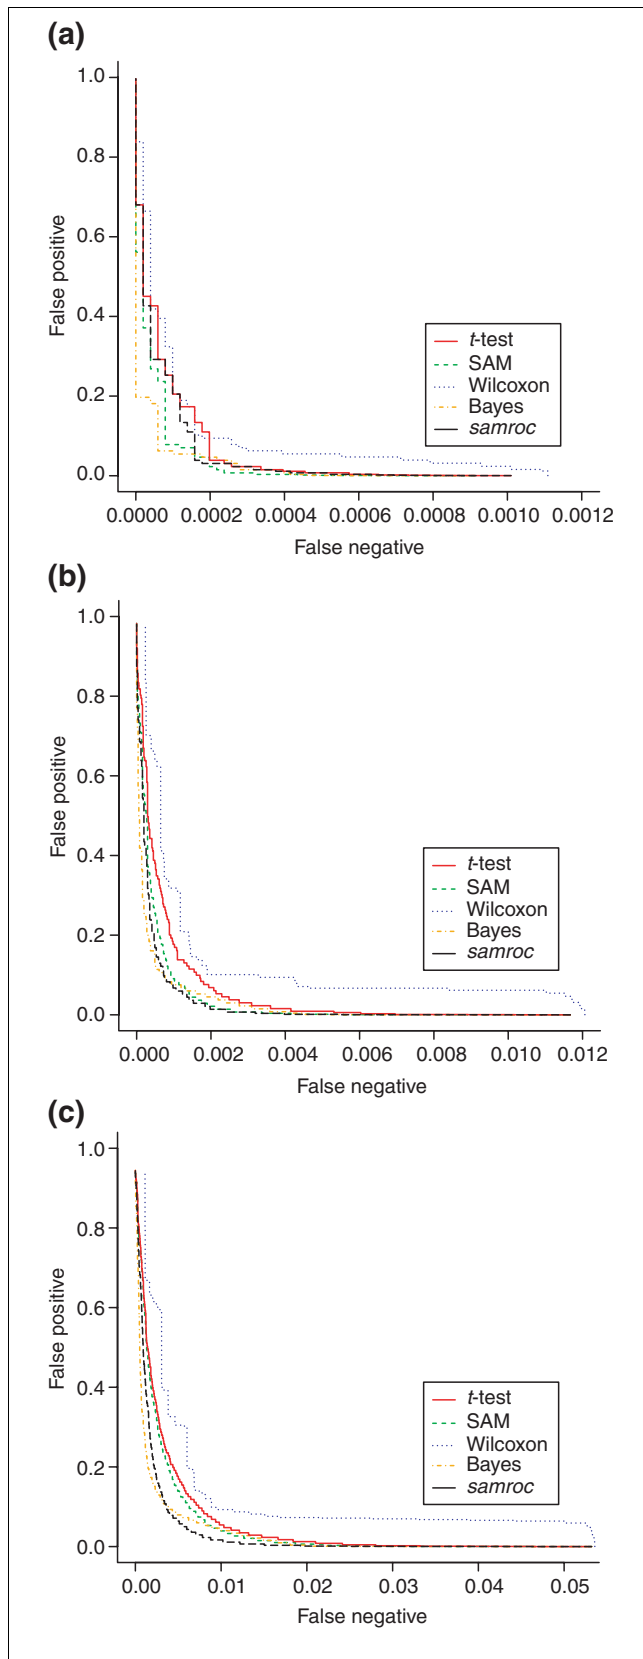 (a)
1.0
0.8
0.6
0.4
0.2
0.0
False positive
t-test
SAM
Wilcoxon
Bayes
samroc
0.0000 0.0002 0.0004 0.0006 0.0008 0.0010 0.0012
False negative
(b)
1.0
0.8
0.6
0.4
0.2
0.0
False positive
t-test
SAM
Wilcoxon
Bayes
samroc
0.000 0.002 0.004 0.006 0.008 0.010 0.012
False negative
(c)
1.0
0.8
0.6
0.4
0.2
0.0
False positive
t-test
SAM
Wilcoxon
Bayes
samroc
0.00 0.01 0.02 0.03 0.04 0.05
False negative